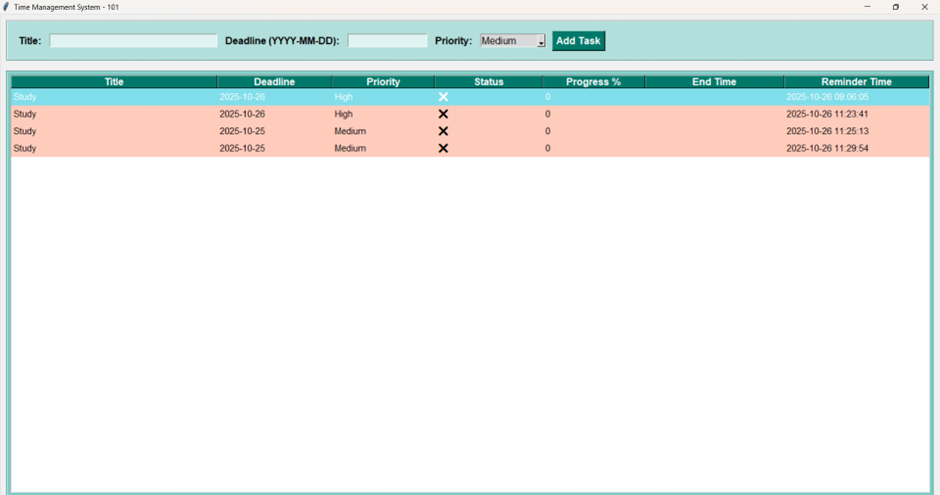 Time Management System - 101
Title: Deadline (YYYY-MM-DD): Priority: Medium Add Task
Title Deadline Priority Status Progress % End Time Reminder Time
Study 2025-10-26 High ❌ 0 2025-10-26 09:06:05
Study 2025-10-26 High ❌ 0 2025-10-26 11:23:41
Study 2025-10-25 Medium ❌ 0 2025-10-26 11:25:13
Study 2025-10-25 Medium ❌ 0 2025-10-26 11:29:54